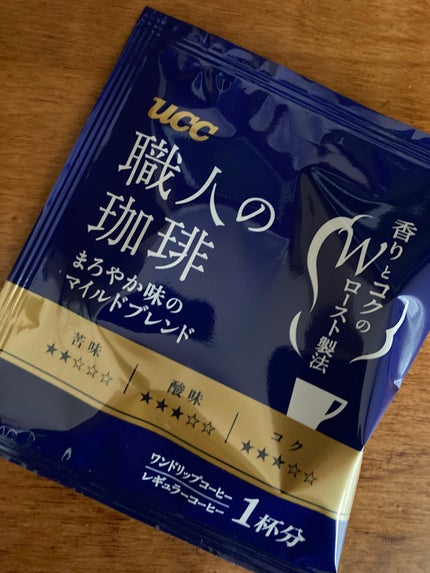 UCC
職人の
珈琲
まろやか味の
マイルドブレンド
香りとコクの
Wロースト製法
苦味
★★☆☆☆
酸味
★★★☆☆
コク
★★★☆☆
ワンドリップコーヒー
レギュラーコーヒー
1杯分